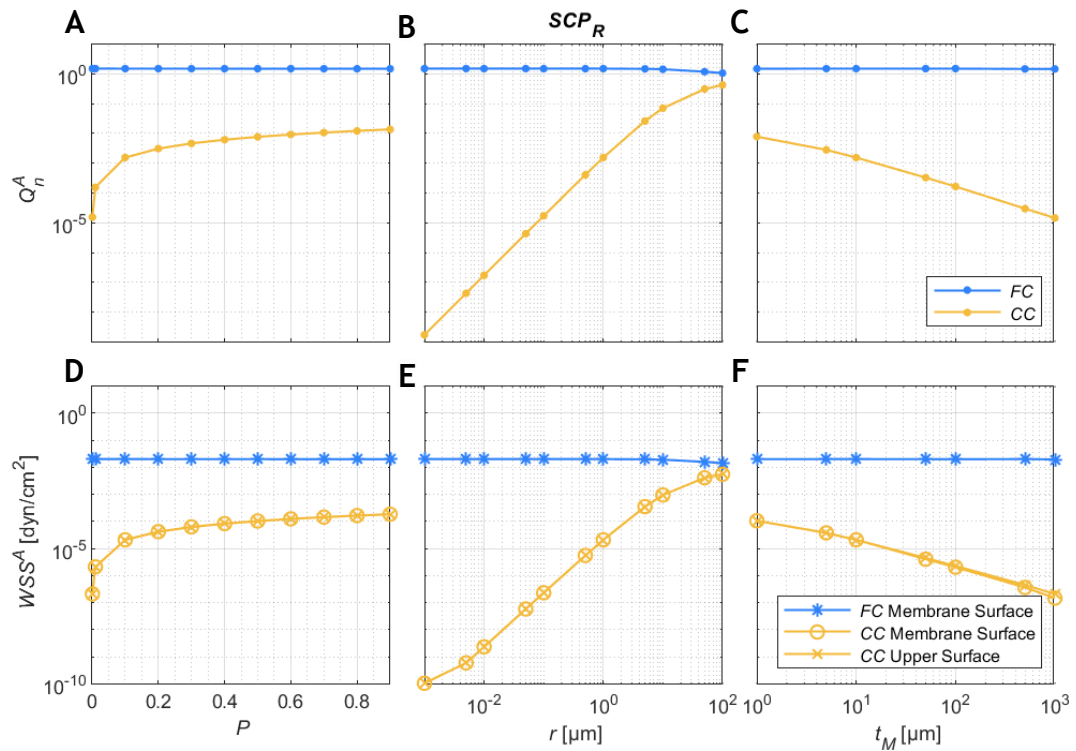 SCP_R
A
B
C
10^0
10^-5
Q_n^A
FC
CC
D
E
F
10^0
10^-5
10^-10
WSS^A [dyn/cm^2]
FC Membrane Surface
CC Membrane Surface
CC Upper Surface
0 0.2 0.4 0.6 0.8
10^-2 10^0 10^2
10^0 10^1 10^2 10^3
P
r [µm]
t_M [µm]